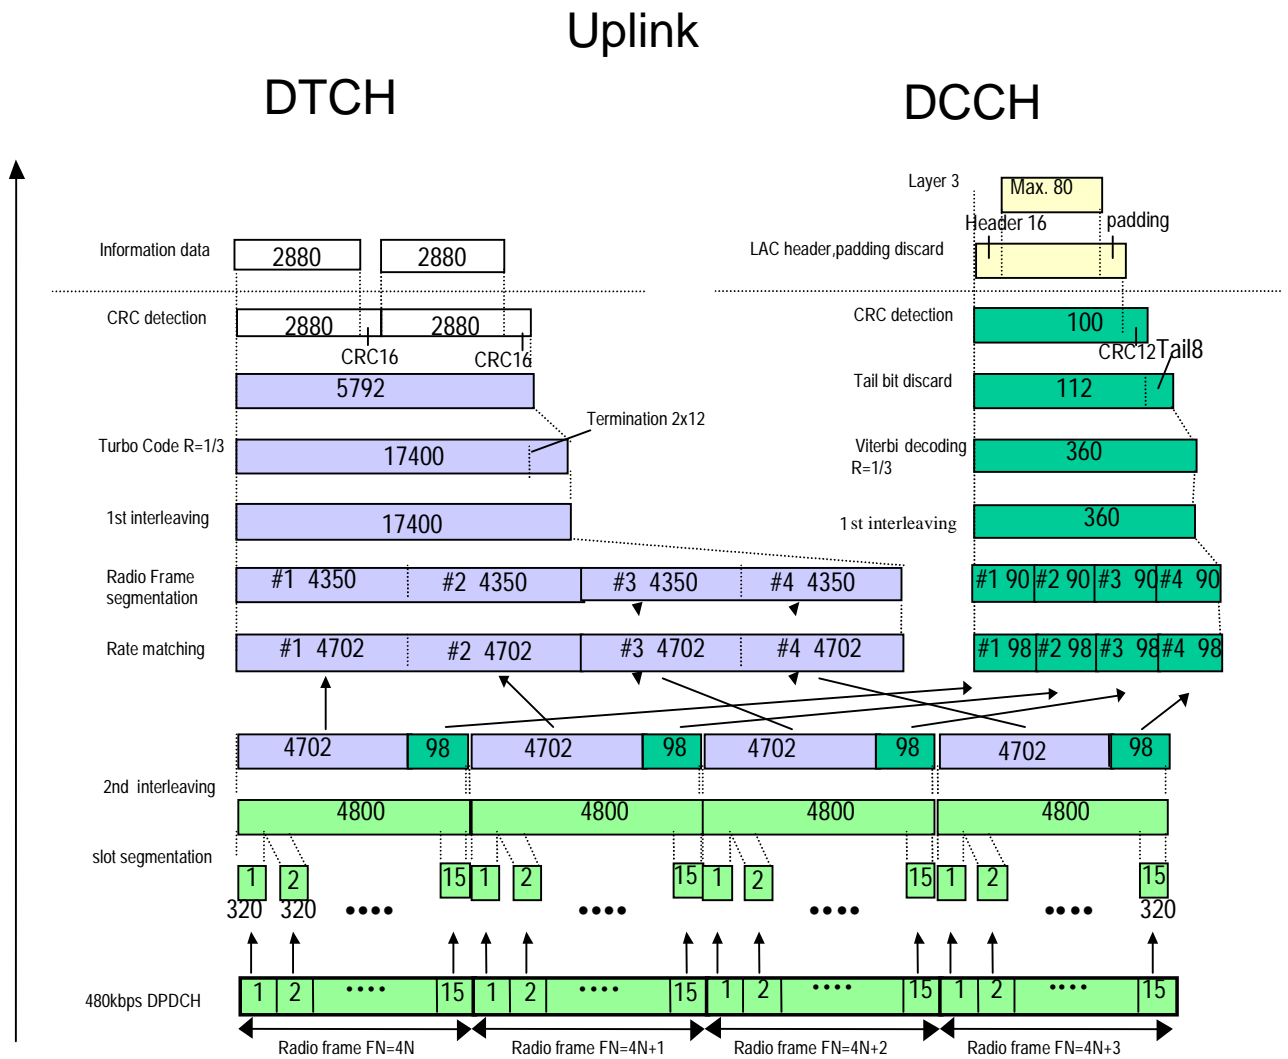 Uplink
DTCH
DCCH
Layer 3
Max. 80
Header 16
padding
Information data
2880
2880
LAC header,padding discard
CRC detection
2880
2880
CRC16
CRC16
CRC detection
100
CRC12
Tail8
5792
Tail bit discard
112
Termination 2x12
Turbo Code R=1/3
17400
Viterbi decoding
R=1/3
360
1st interleaving
17400
1st interleaving
360
Radio Frame
segmentation
#1 4350
#2 4350
#3 4350
#4 4350
#1 90
#2 90
#3 90
#4 90
Rate matching
#1 4702
#2 4702
#3 4702
#4 4702
#1 98
#2 98
#3 98
#4 98
4702
98
4702
98
4702
98
4702
98
2nd interleaving
4800
4800
4800
4800
slot segmentation
1
2
15
1
2
15
1
2
15
1
2
15
320
320
••••
••••
••••
••••
320
480kbps DPDCH
1
2
••••
15
1
2
••••
15
1
2
••••
15
1
2
••••
15
Radio frame FN=4N
Radio frame FN=4N+1
Radio frame FN=4N+2
Radio frame FN=4N+3